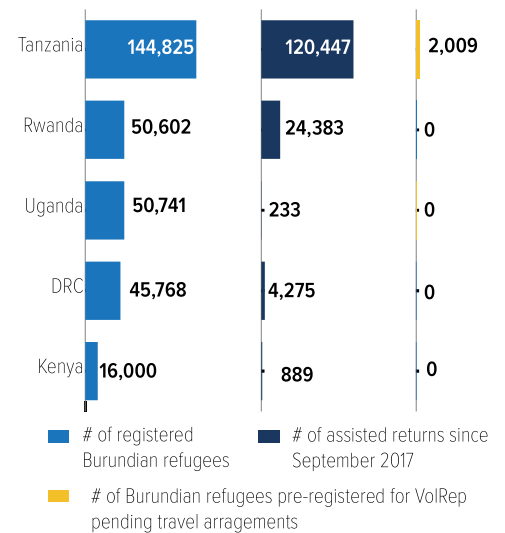 Tanzania 144,825 120,447 2,009
Rwanda 50,602 24,383 0
Uganda 50,741 233 0
DRC 45,768 4,275 0
Kenya 16,000 889 0
# of registered
Burundian refugees
# of assisted returns since
September 2017
# of Burundian refugees pre-registered for VolRep
pending travel arragements